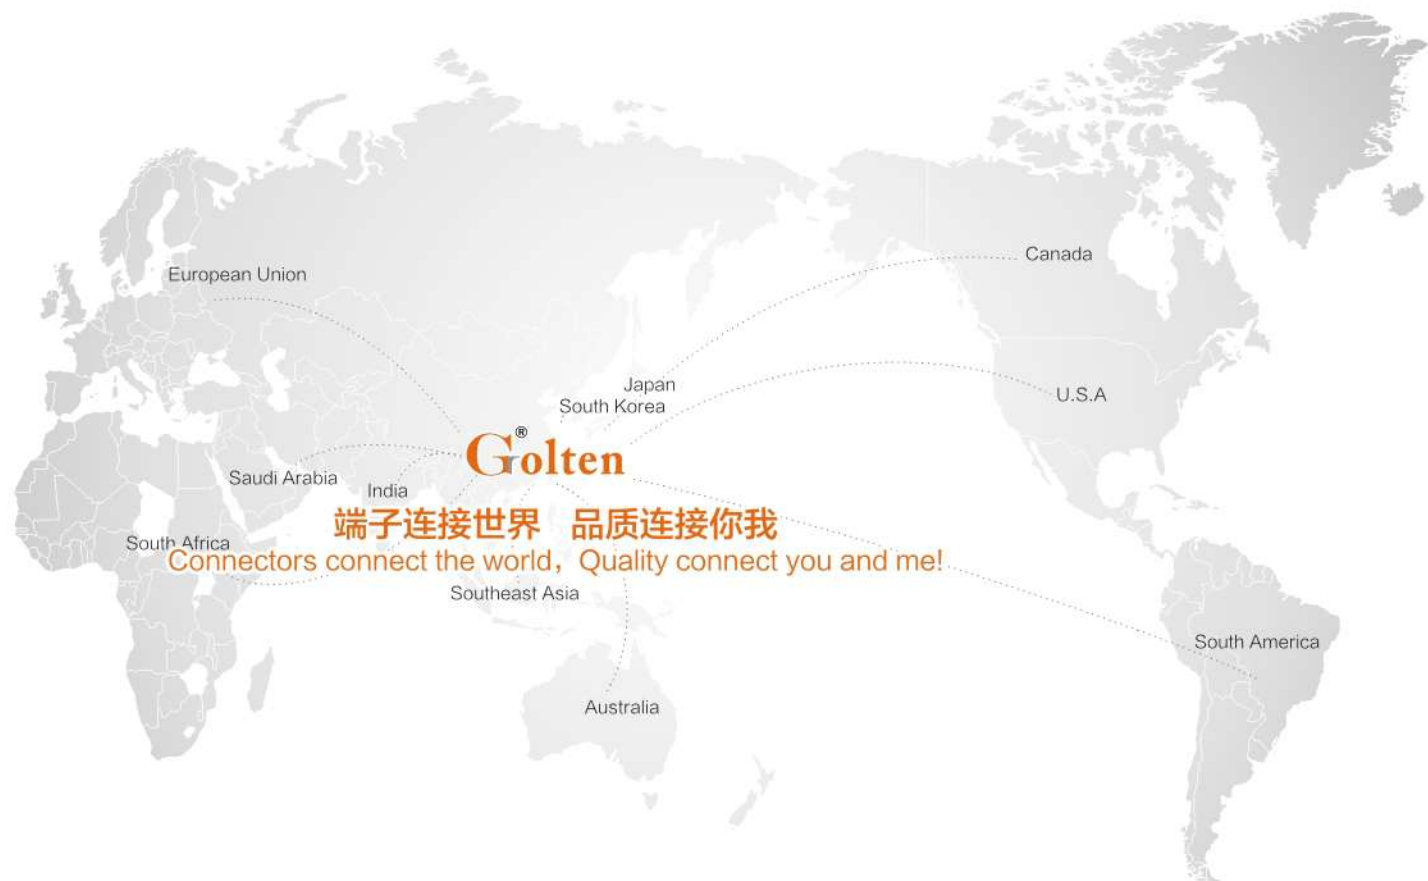 Canada
European Union
Japan
U.S.A
South Korea
Golten®
Saudi Arabia
India
端子连接世界 品质连接你我
South Africa
Connectors connect the world，Quality connect you and me!
Southeast Asia
South America
Australia